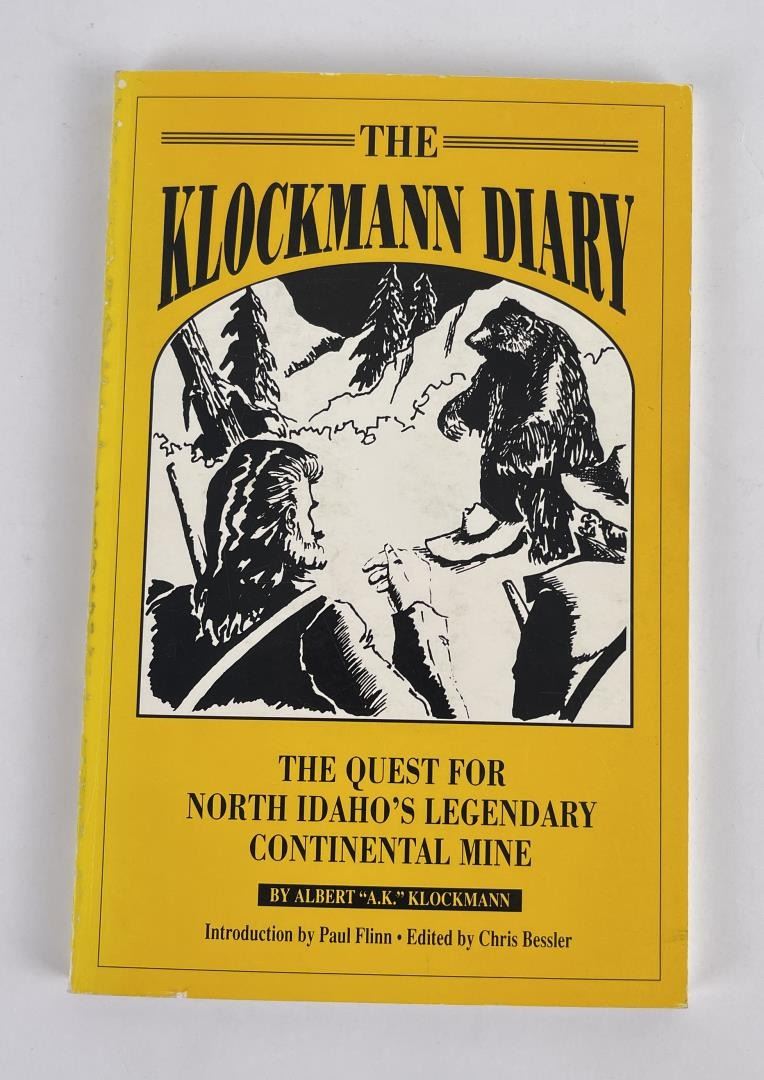 THE
KLOCKMANN DIARY
THE QUEST FOR
NORTH IDAHO'S LEGENDARY
CONTINENTAL MINE
BY ALBERT "A.K." KLOCKMANN
Introduction by Paul Flinn • Edited by Chris Bessler